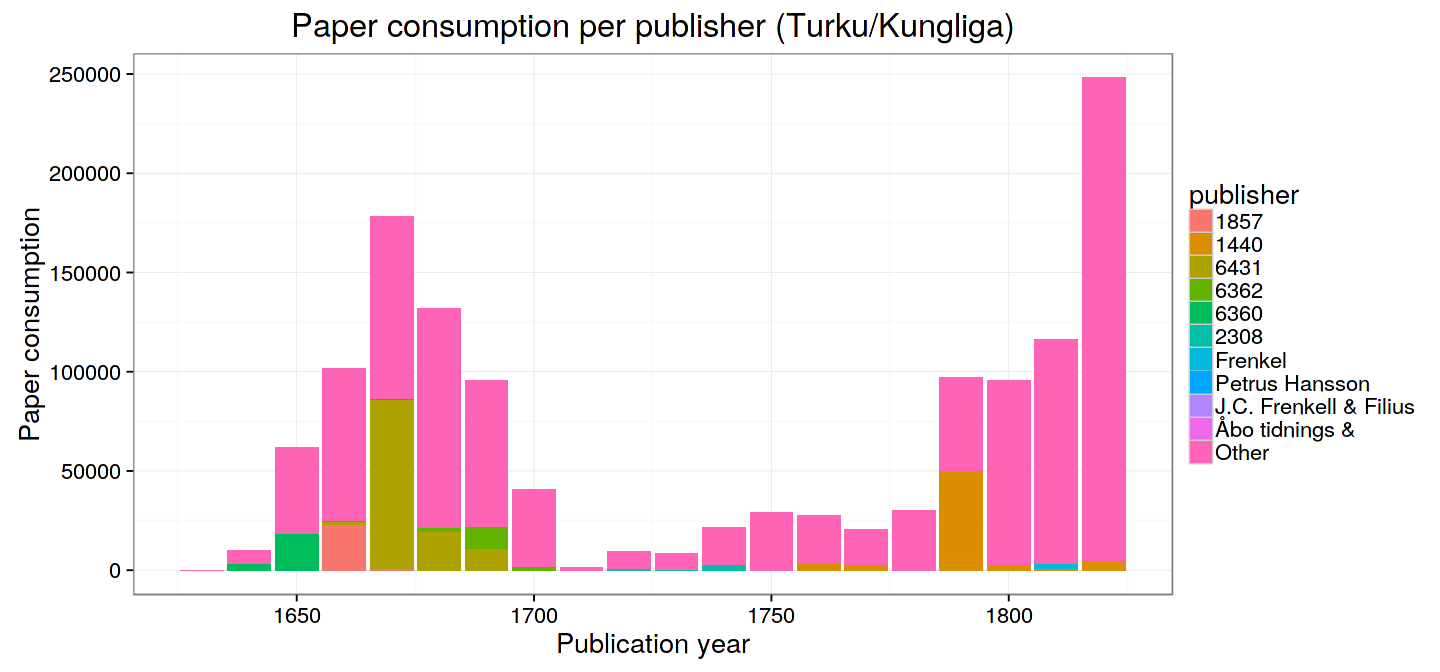 Paper consumption per publisher (Turku/Kungliga)
250000
200000
150000
100000
50000
0
Paper consumption
1650
1700
1750
1800
Publication year
publisher
1857
1440
6431
6362
6360
2308
Frenkel
Petrus Hansson
J.C. Frenkell & Filius
Åbo tidnings &
Other